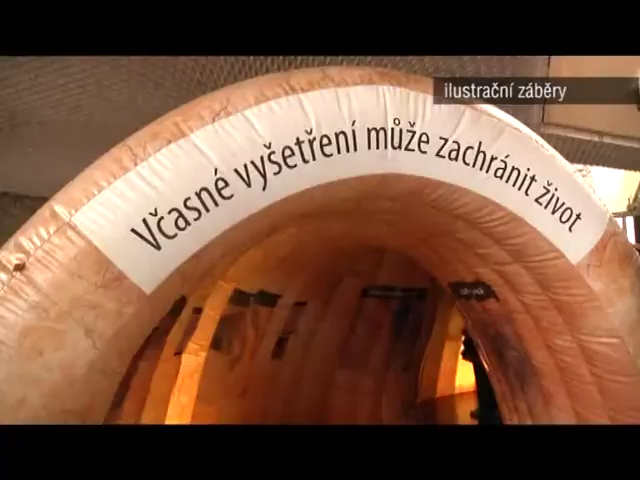 ilustrační záběry
Včasné vyšetření může zachránit život